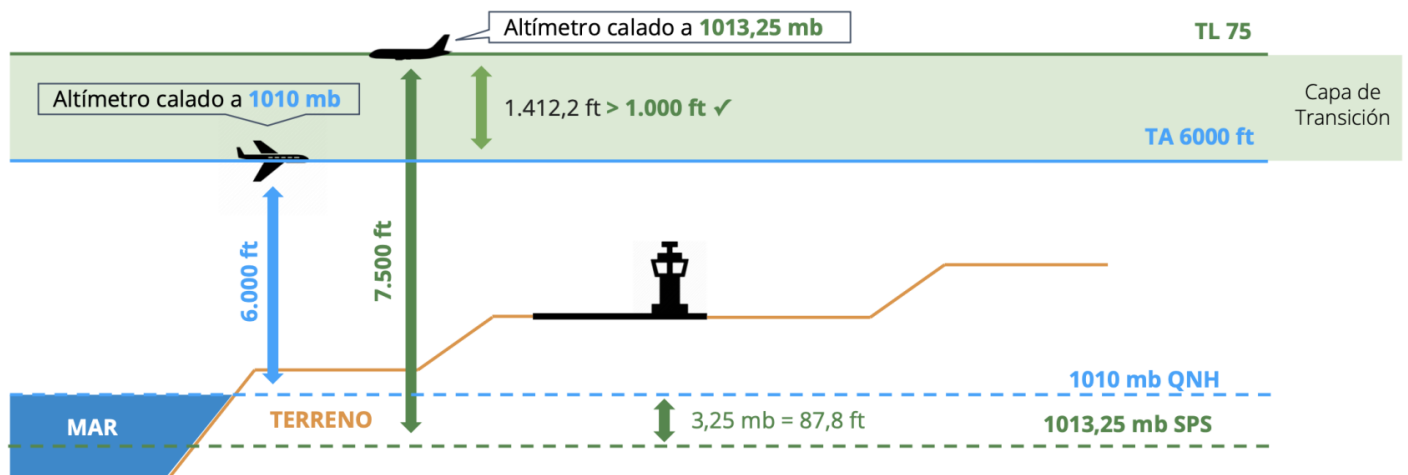 Altímetro calado a 1013,25 mb
TL 75
Altímetro calado a 1010 mb
1.412,2 ft > 1.000 ft ✓
Capa de
Transición
TA 6000 ft
6.000 ft
7.500 ft
1010 mb QNH
MAR
TERRENO
3,25 mb = 87,8 ft
1013,25 mb SPS